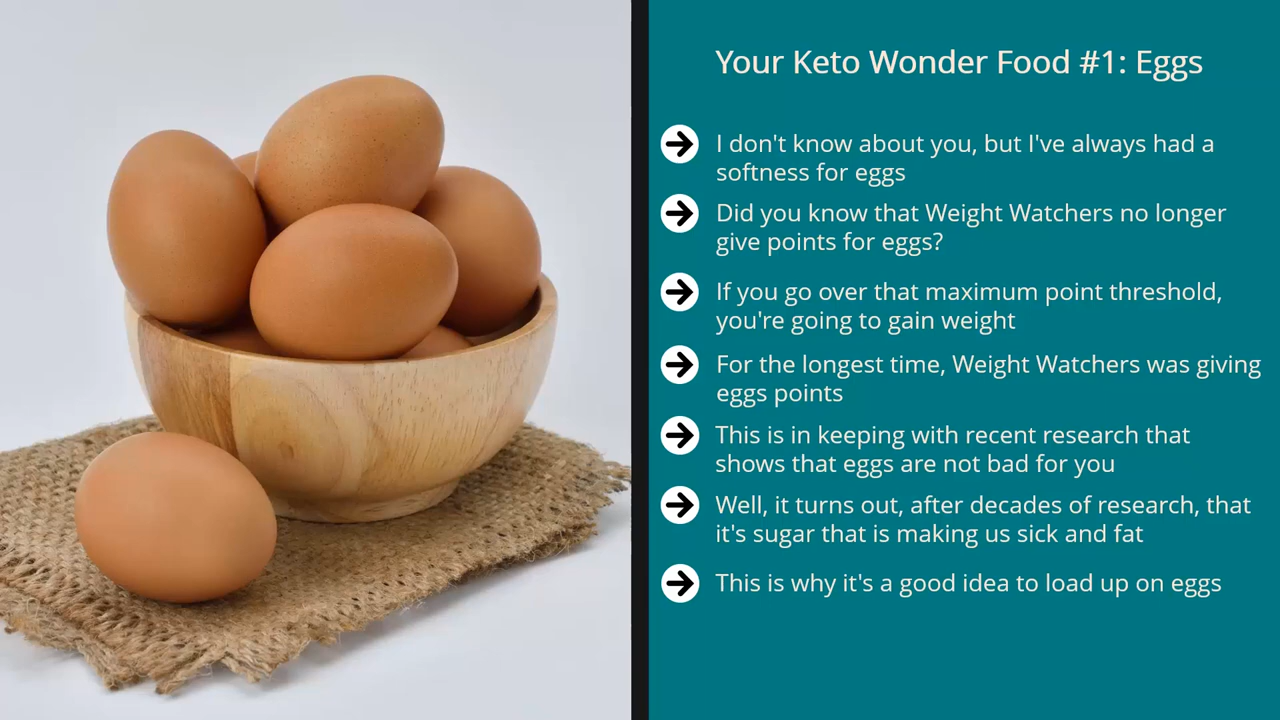 Your Keto Wonder Food #1: Eggs
I don't know about you, but I've always had a
softness for eggs
Did you know that Weight Watchers no longer
give points for eggs?
If you go over that maximum point threshold,
you're going to gain weight
For the longest time, Weight Watchers was giving
eggs points
This is in keeping with recent research that
shows that eggs are not bad for you
Well, it turns out, after decades of research, that
it's sugar that is making us sick and fat
This is why it's a good idea to load up on eggs